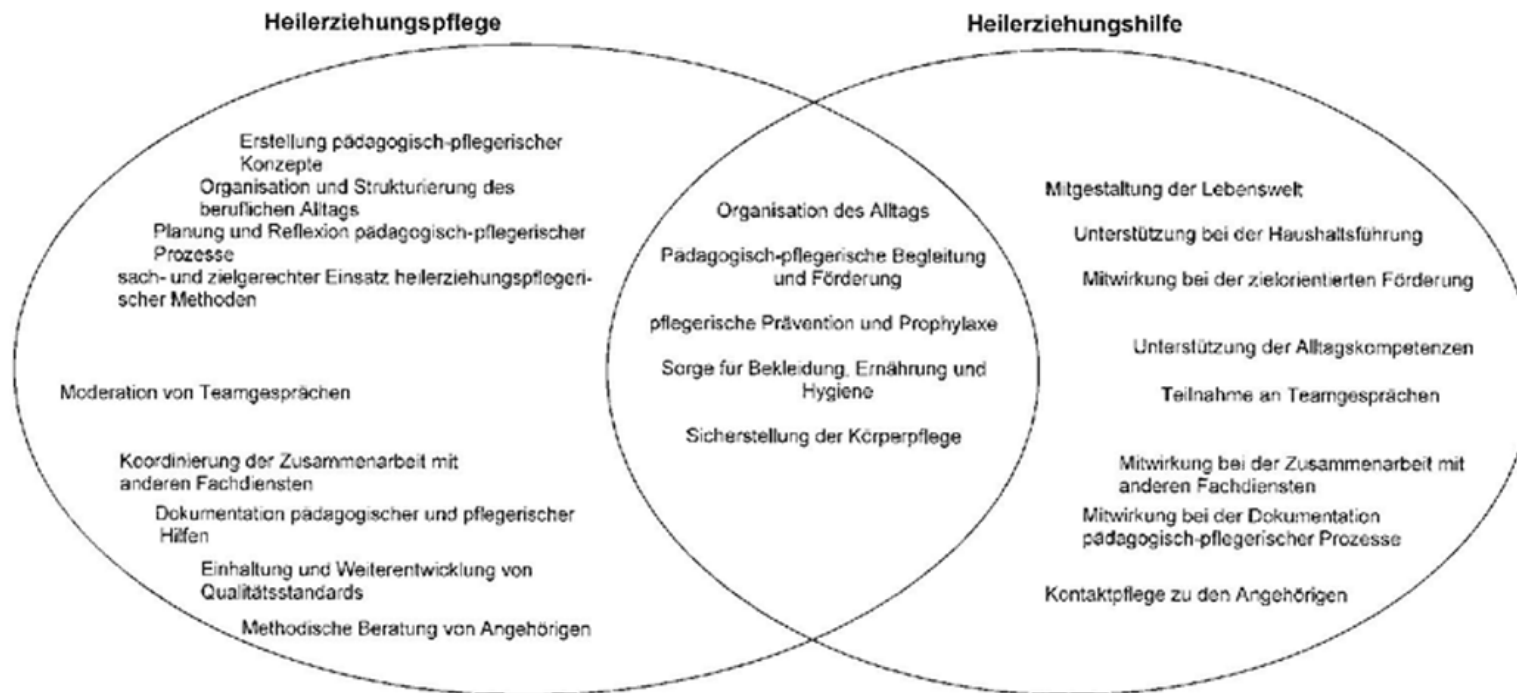 Heilerziehungspflege
Heilerziehungshilfe
Erstellung pädagogisch-pflegerischer
Konzepte
Organisation und Strukturierung des
beruflichen Alltags
Planung und Reflexion pädagogisch-pflegerischer
Prozesse
sach- und zielgerechter Einsatz heilerziehungspflegeri-
scher Methoden
Moderation von Teamgesprächen
Koordinierung der Zusammenarbeit mit
anderen Fachdiensten
Dokumentation pädagogischer und pflegerischer
Hilfen
Einhaltung und Weiterentwicklung von
Qualitätsstandards
Methodische Beratung von Angehörigen
Organisation des Alltags
Pädagogisch-pflegerische Begleitung
und Förderung
pflegerische Prävention und Prophylaxe
Sorge für Bekleidung, Ernährung und
Hygiene
Sicherstellung der Körperpflege
Mitgestaltung der Lebenswelt
Unterstützung bei der Haushaltsführung
Mitwirkung bei der zielorientierten Förderung
Unterstützung der Alltagskompetenzen
Teilnahme an Teamgesprächen
Mitwirkung bei der Zusammenarbeit mit
anderen Fachdiensten
Mitwirkung bei der Dokumentation
pädagogisch-pflegerischer Prozesse
Kontaktpflege zu den Angehörigen